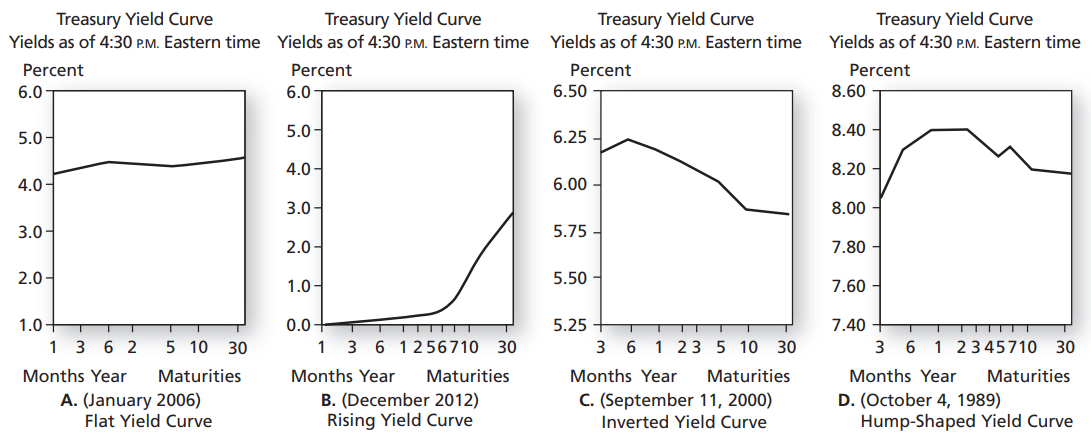 Treasury Yield Curve
Yields as of 4:30 P.M. Eastern time
Percent
6.0
5.0
4.0
3.0
2.0
1.0
1 3 6 2 5 10 30
Months Year Maturities
A. (January 2006)
Flat Yield Curve
Treasury Yield Curve
Yields as of 4:30 P.M. Eastern time
Percent
6.0
5.0
4.0
3.0
2.0
1.0
0.0
1 3 6 1 2 5 6 7 10 30
Months Year Maturities
B. (December 2012)
Rising Yield Curve
Treasury Yield Curve
Yields as of 4:30 P.M. Eastern time
Percent
6.50
6.25
6.00
5.75
5.50
5.25
3 6 1 2 3 5 10 30
Months Year Maturities
C. (September 11, 2000)
Inverted Yield Curve
Treasury Yield Curve
Yields as of 4:30 P.M. Eastern time
Percent
8.60
8.40
8.20
8.00
7.80
7.60
7.40
3 6 1 2 3 4 5 7 10 30
Months Year Maturities
D. (October 4, 1989)
Hump-Shaped Yield Curve